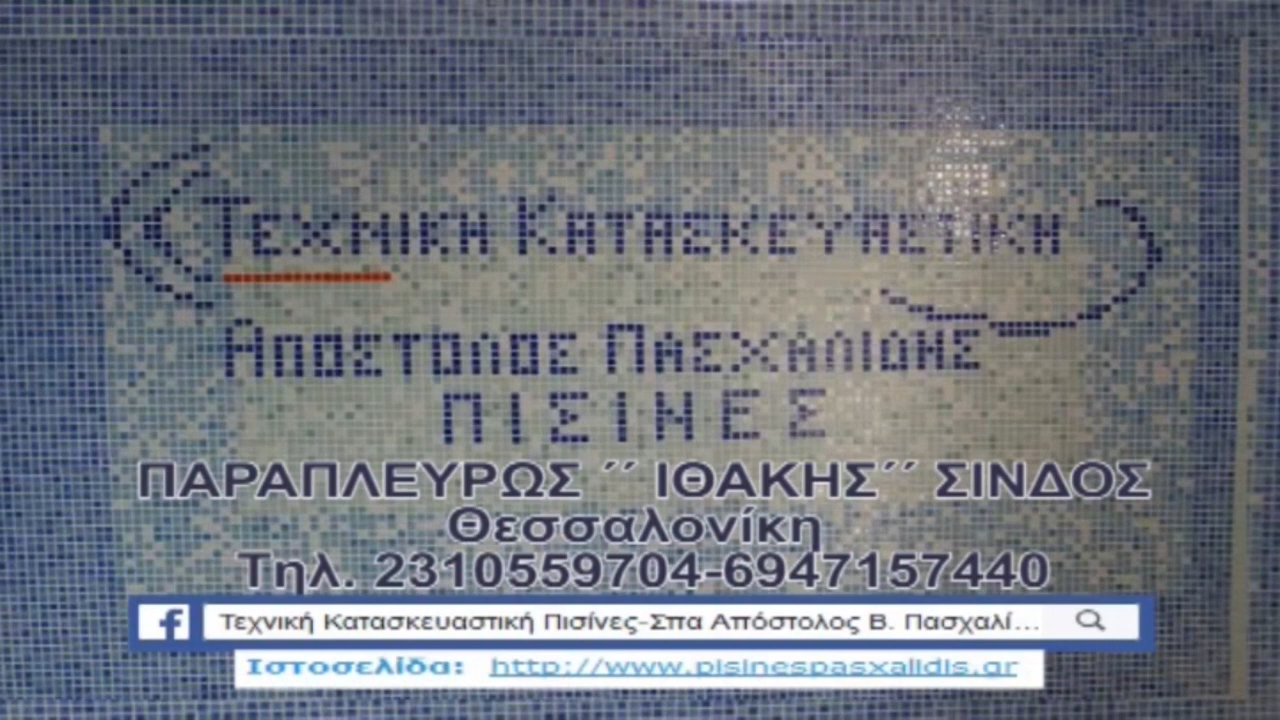 ΤΕΧΝΙΚΗ ΚΑΤΑΣΚΕΥΑΣΤΙΚΗ
ΑΠΟΣΤΟΛΟΣ ΠΑΣΧΑΛΙΔΗΣ
ΠΙΣΙΝΕΣ
ΠΑΡΑΠΛΕΥΡΩΣ ´´ ΙΘΑΚΗΣ´´ ΣΙΝΔΟΣ
Θεσσαλονίκη
Τηλ. 2310559704-6947157440
f Τεχνική Κατασκευαστική Πισίνες-Σπα Απόστολος Β. Πασχαλί...
Ιστοσελίδα: http://www.pisinespasxalidis.gr